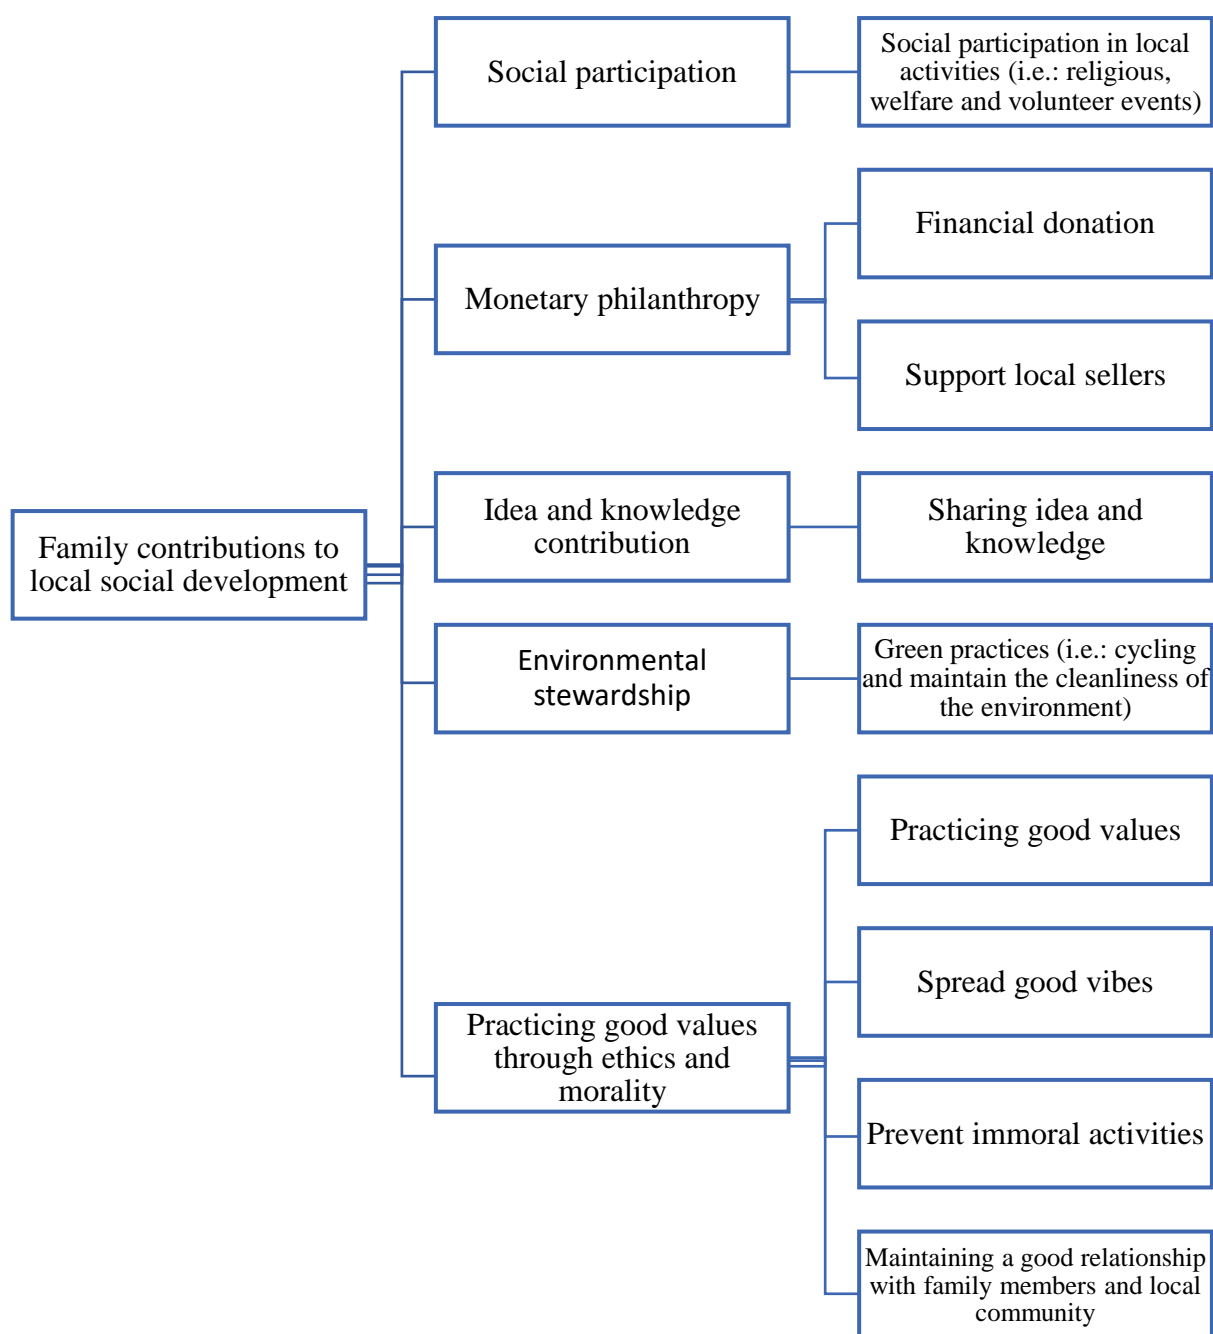 Social participation
Social participation in local
activities (i.e.: religious,
welfare and volunteer events)
Monetary philanthropy
Financial donation
Support local sellers
Family contributions to
local social development
Idea and knowledge
contribution
Sharing idea and
knowledge
Environmental
stewardship
Green practices (i.e.: cycling
and maintain the cleanliness of
the environment)
Practicing good values
through ethics and
morality
Practicing good values
Spread good vibes
Prevent immoral activities
Maintaining a good relationship
with family members and local
community